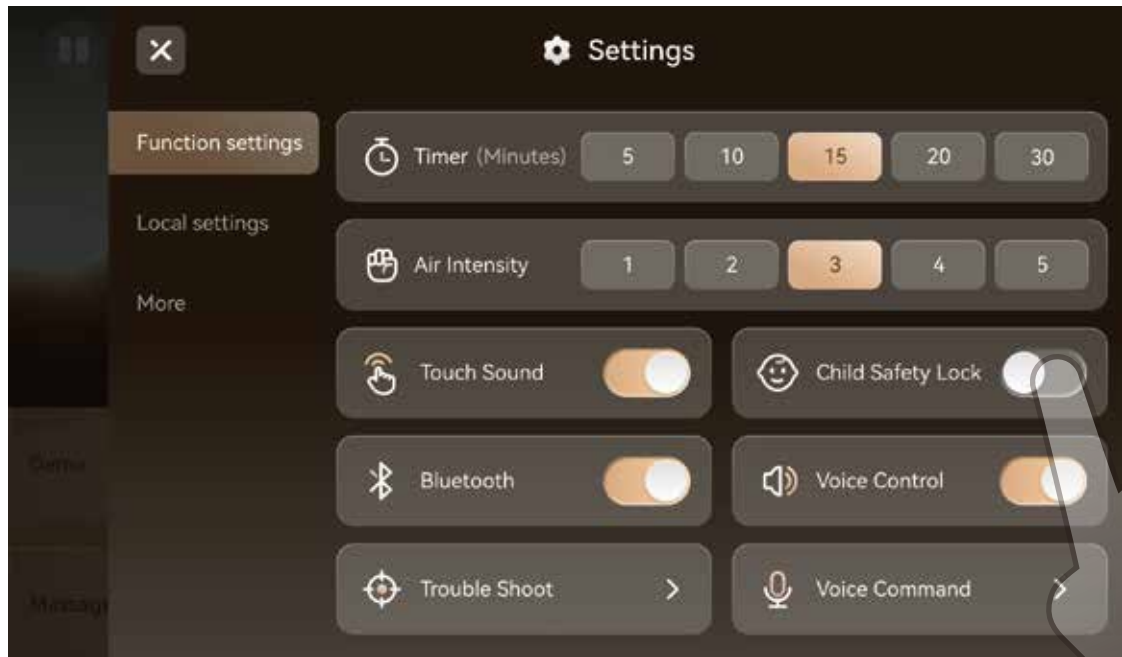 Settings
Function settings
Local settings
More
Timer (Minutes) 5 10 15 20 30
Air Intensity 1 2 3 4 5
Touch Sound
Child Safety Lock
Bluetooth
Voice Control
Trouble Shoot
Voice Command